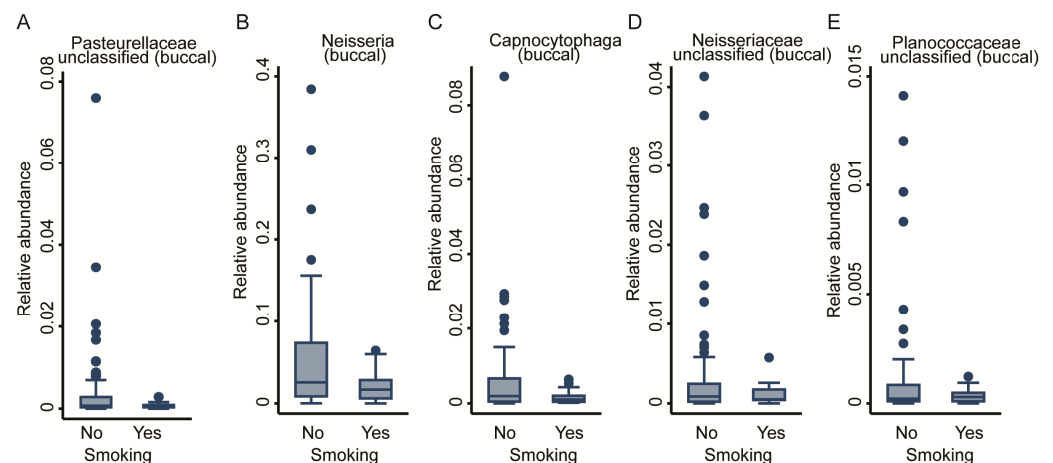 A
Pasteurellaceae
unclassified (buccal)
Relative abundance
0.08
0.06
0.04
0.02
0
No Yes
Smoking
B
Neisseria
(buccal)
Relative abundance
0.4
0.3
0.2
0.1
0
No Yes
Smoking
C
Capnocytophaga
(buccal)
Relative abundance
0.08
0.06
0.04
0.02
0
No Yes
Smoking
D
Neisseriaceae
unclassified (buccal)
Relative abundance
0.04
0.03
0.02
0.01
0
No Yes
Smoking
E
Planococcaceae
unclassified (buccal)
Relative abundance
0.015
0.01
0.005
0
No Yes
Smoking